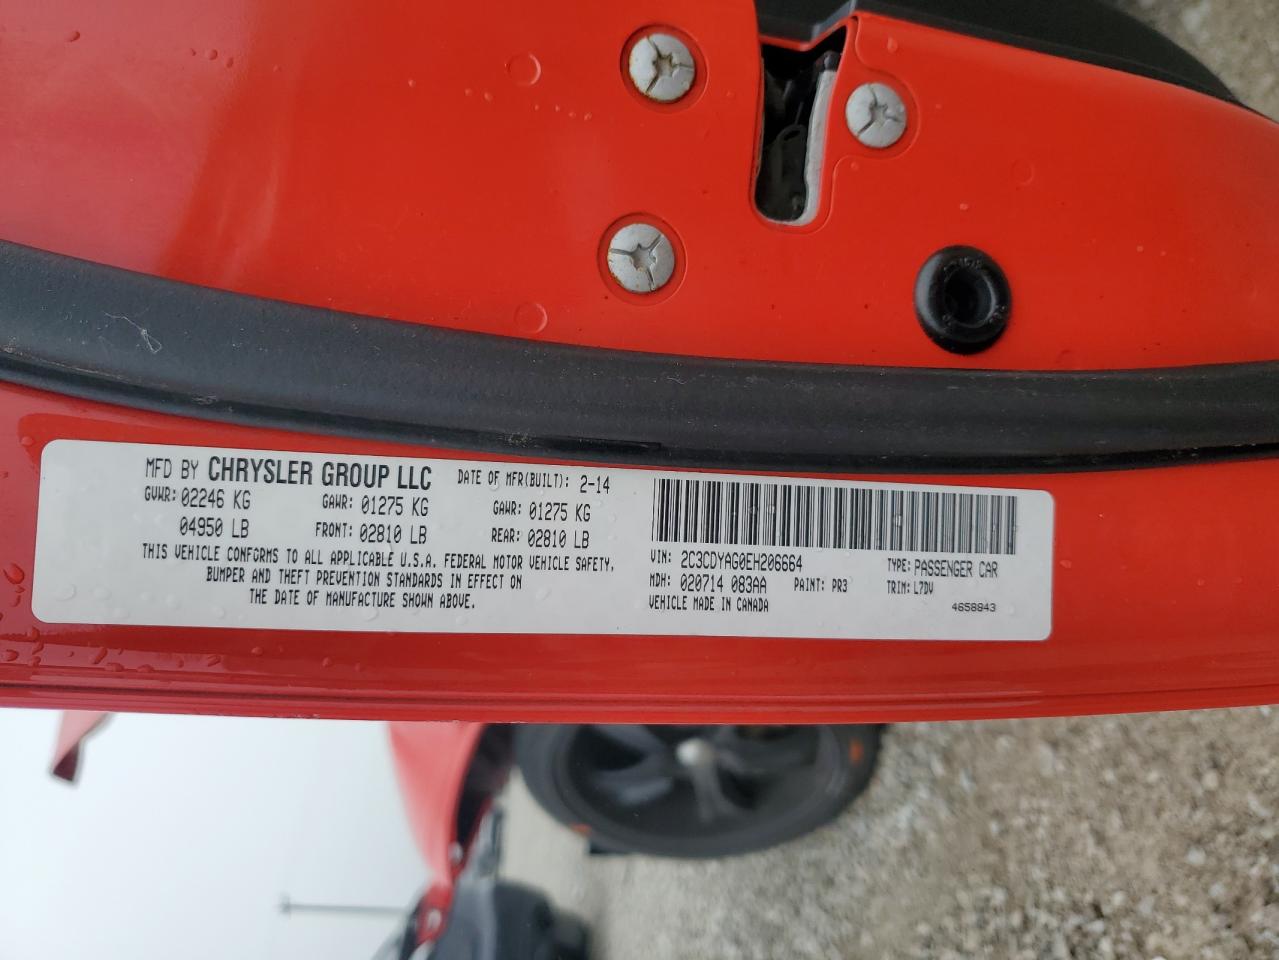 MFD BY CHRYSLER GROUP LLC DATE OF MFR(BUILT): 2-14
GVWR: 02246 KG GAWR: 01275 KG GAWR: 01275 KG
04950 LB FRONT: 02810 LB REAR: 02810 LB
THIS VEHICLE CONFORMS TO ALL APPLICABLE U.S.A. FEDERAL MOTOR VEHICLE SAFETY,
BUMPER AND THEFT PREVENTION STANDARDS IN EFFECT ON
THE DATE OF MANUFACTURE SHOWN ABOVE.
VIN: 2C3CDYAG0EH206664 TYPE: PASSENGER CAR
MDH: 020714 083AA PAINT: PR3 TRIM: L7DV
VEHICLE MADE IN CANADA 4658843